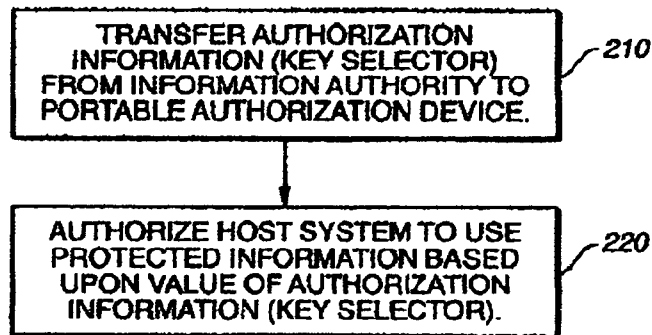 TRANSFER AUTHORIZATION
INFORMATION (KEY SELECTOR)
FROM INFORMATION AUTHORITY TO
PORTABLE AUTHORIZATION DEVICE.
210
AUTHORIZE HOST SYSTEM TO USE
PROTECTED INFORMATION BASED
UPON VALUE OF AUTHORIZATION
INFORMATION (KEY SELECTOR).
220